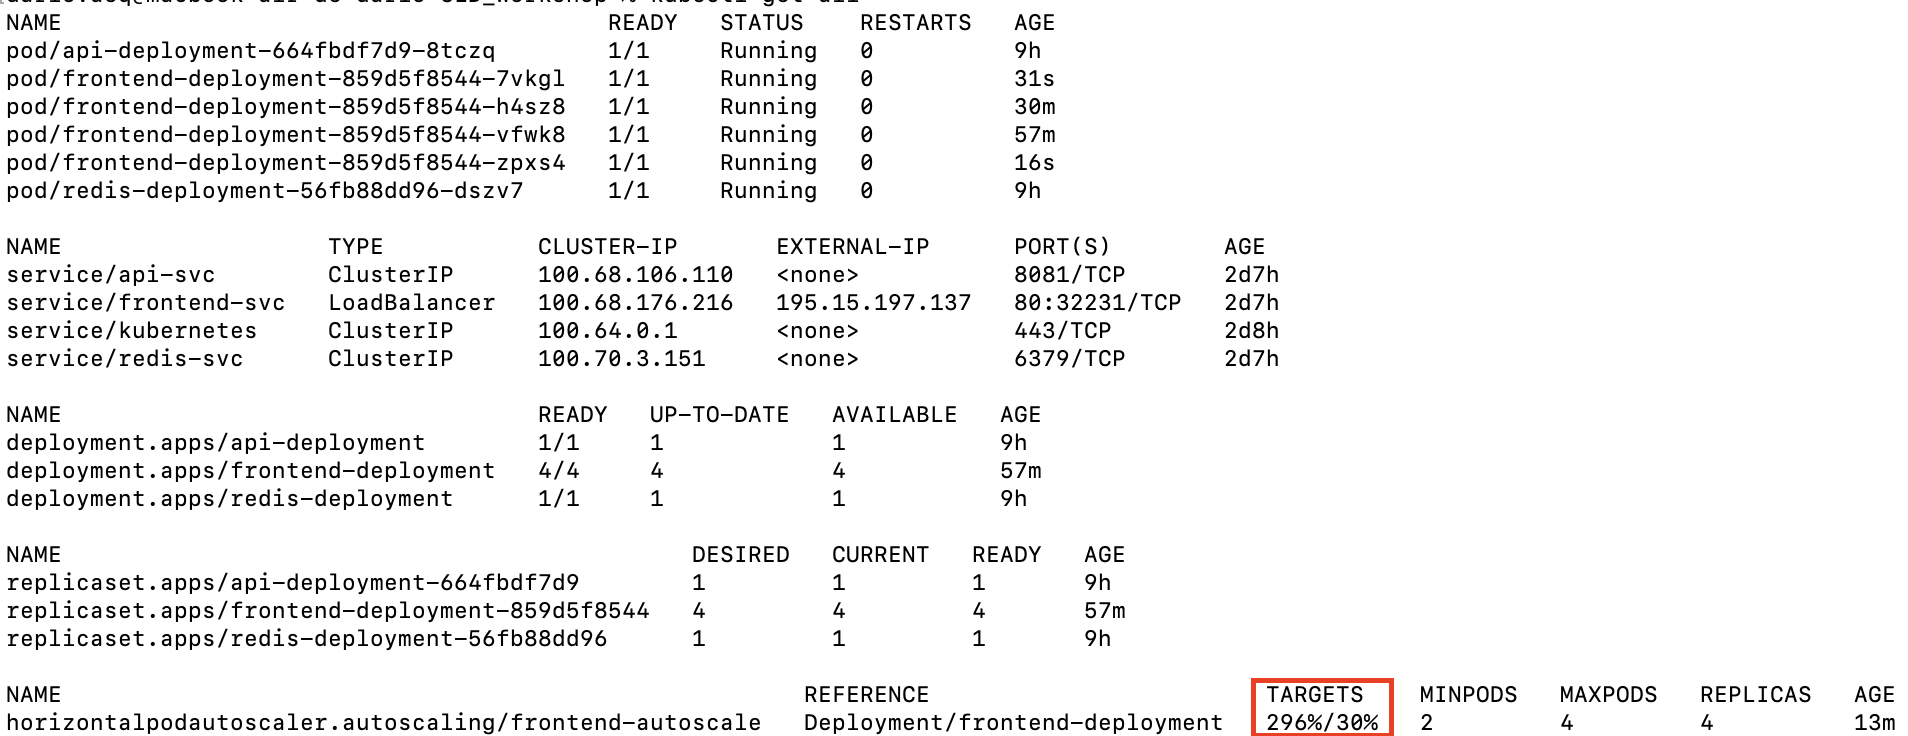 NAME READY STATUS RESTARTS AGE
pod/api-deployment-664fbdf7d9-8tczq 1/1 Running 0 9h
pod/frontend-deployment-859d5f8544-7vkgl 1/1 Running 0 31s
pod/frontend-deployment-859d5f8544-h4sz8 1/1 Running 0 30m
pod/frontend-deployment-859d5f8544-vfwk8 1/1 Running 0 57m
pod/frontend-deployment-859d5f8544-zpxs4 1/1 Running 0 16s
pod/redis-deployment-56fb88dd96-dszv7 1/1 Running 0 9h
NAME TYPE CLUSTER-IP EXTERNAL-IP PORT(S) AGE
service/api-svc ClusterIP 100.68.106.110 <none> 8081/TCP 2d7h
service/frontend-svc LoadBalancer 100.68.176.216 195.15.197.137 80:32231/TCP 2d7h
service/kubernetes ClusterIP 100.64.0.1 <none> 443/TCP 2d8h
service/redis-svc ClusterIP 100.70.3.151 <none> 6379/TCP 2d7h
NAME READY UP-TO-DATE AVAILABLE AGE
deployment.apps/api-deployment 1/1 1 1 9h
deployment.apps/frontend-deployment 4/4 4 4 57m
deployment.apps/redis-deployment 1/1 1 1 9h
NAME DESIRED CURRENT READY AGE
replicaset.apps/api-deployment-664fbdf7d9 1 1 1 9h
replicaset.apps/frontend-deployment-859d5f8544 4 4 4 57m
replicaset.apps/redis-deployment-56fb88dd96 1 1 1 9h
NAME REFERENCE TARGETS MINPODS MAXPODS REPLICAS AGE
horizontalpodautoscaler.autoscaling/frontend-autoscale Deployment/frontend-deployment 296%/30% 2 4 4 13m